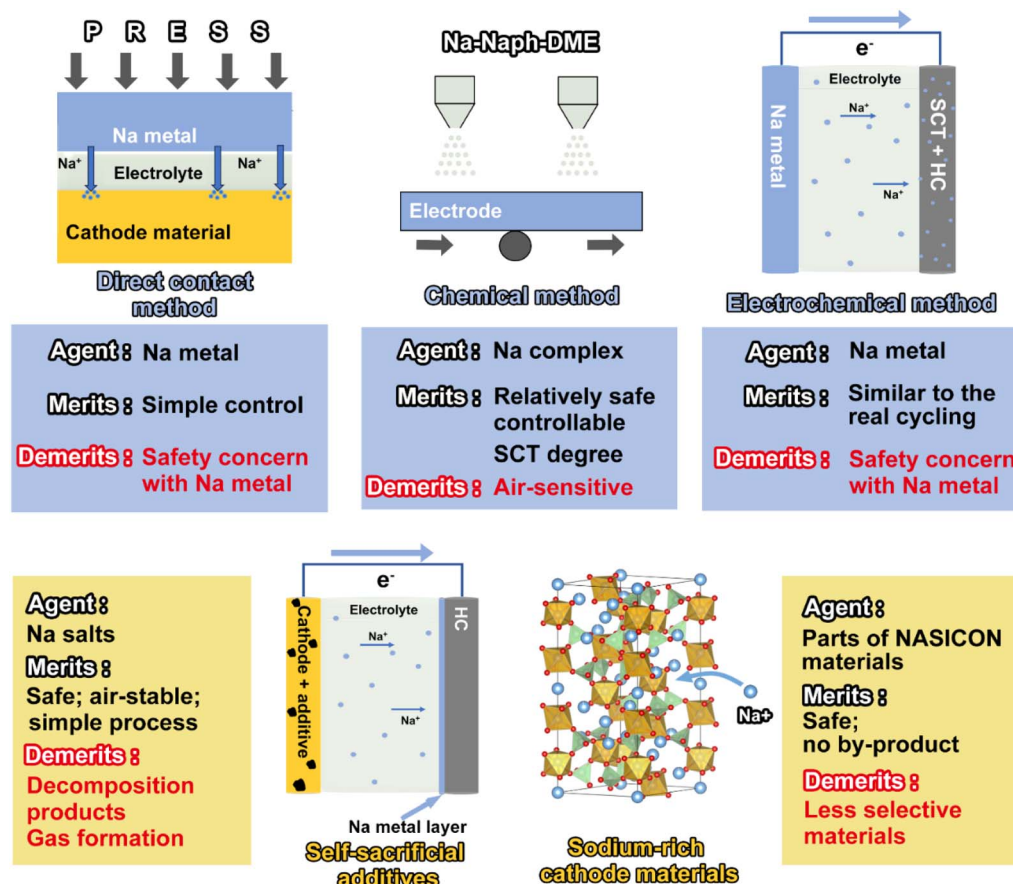 P R E S S
Na metal
Na⁺
Na⁺
Electrolyte
Cathode material
Direct contact
method
Agent : Na metal
Merits : Simple control
Demerits : Safety concern
with Na metal
Na-Naph-DME
Electrode
Chemical method
Agent : Na complex
Merits : Relatively safe
controllable
SCT degree
Demerits : Air-sensitive
e⁻
Na metal
Electrolyte
Na⁺
Na⁺
SCT + HC
Electrochemical method
Agent : Na metal
Merits : Similar to the
real cycling
Demerits : Safety concern
with Na metal
Agent :
Na salts
Merits :
Safe; air-stable;
simple process
Demerits :
Decomposition
products
Gas formation
e⁻
Cathode + additive
Electrolyte
Na⁺
Na⁺
HC
Na metal layer
Self-sacrificial
additives
Na+
Sodium-rich
cathode materials
Agent :
Parts of NASICON
materials
Merits :
Safe;
no by-product
Demerits :
Less selective
materials